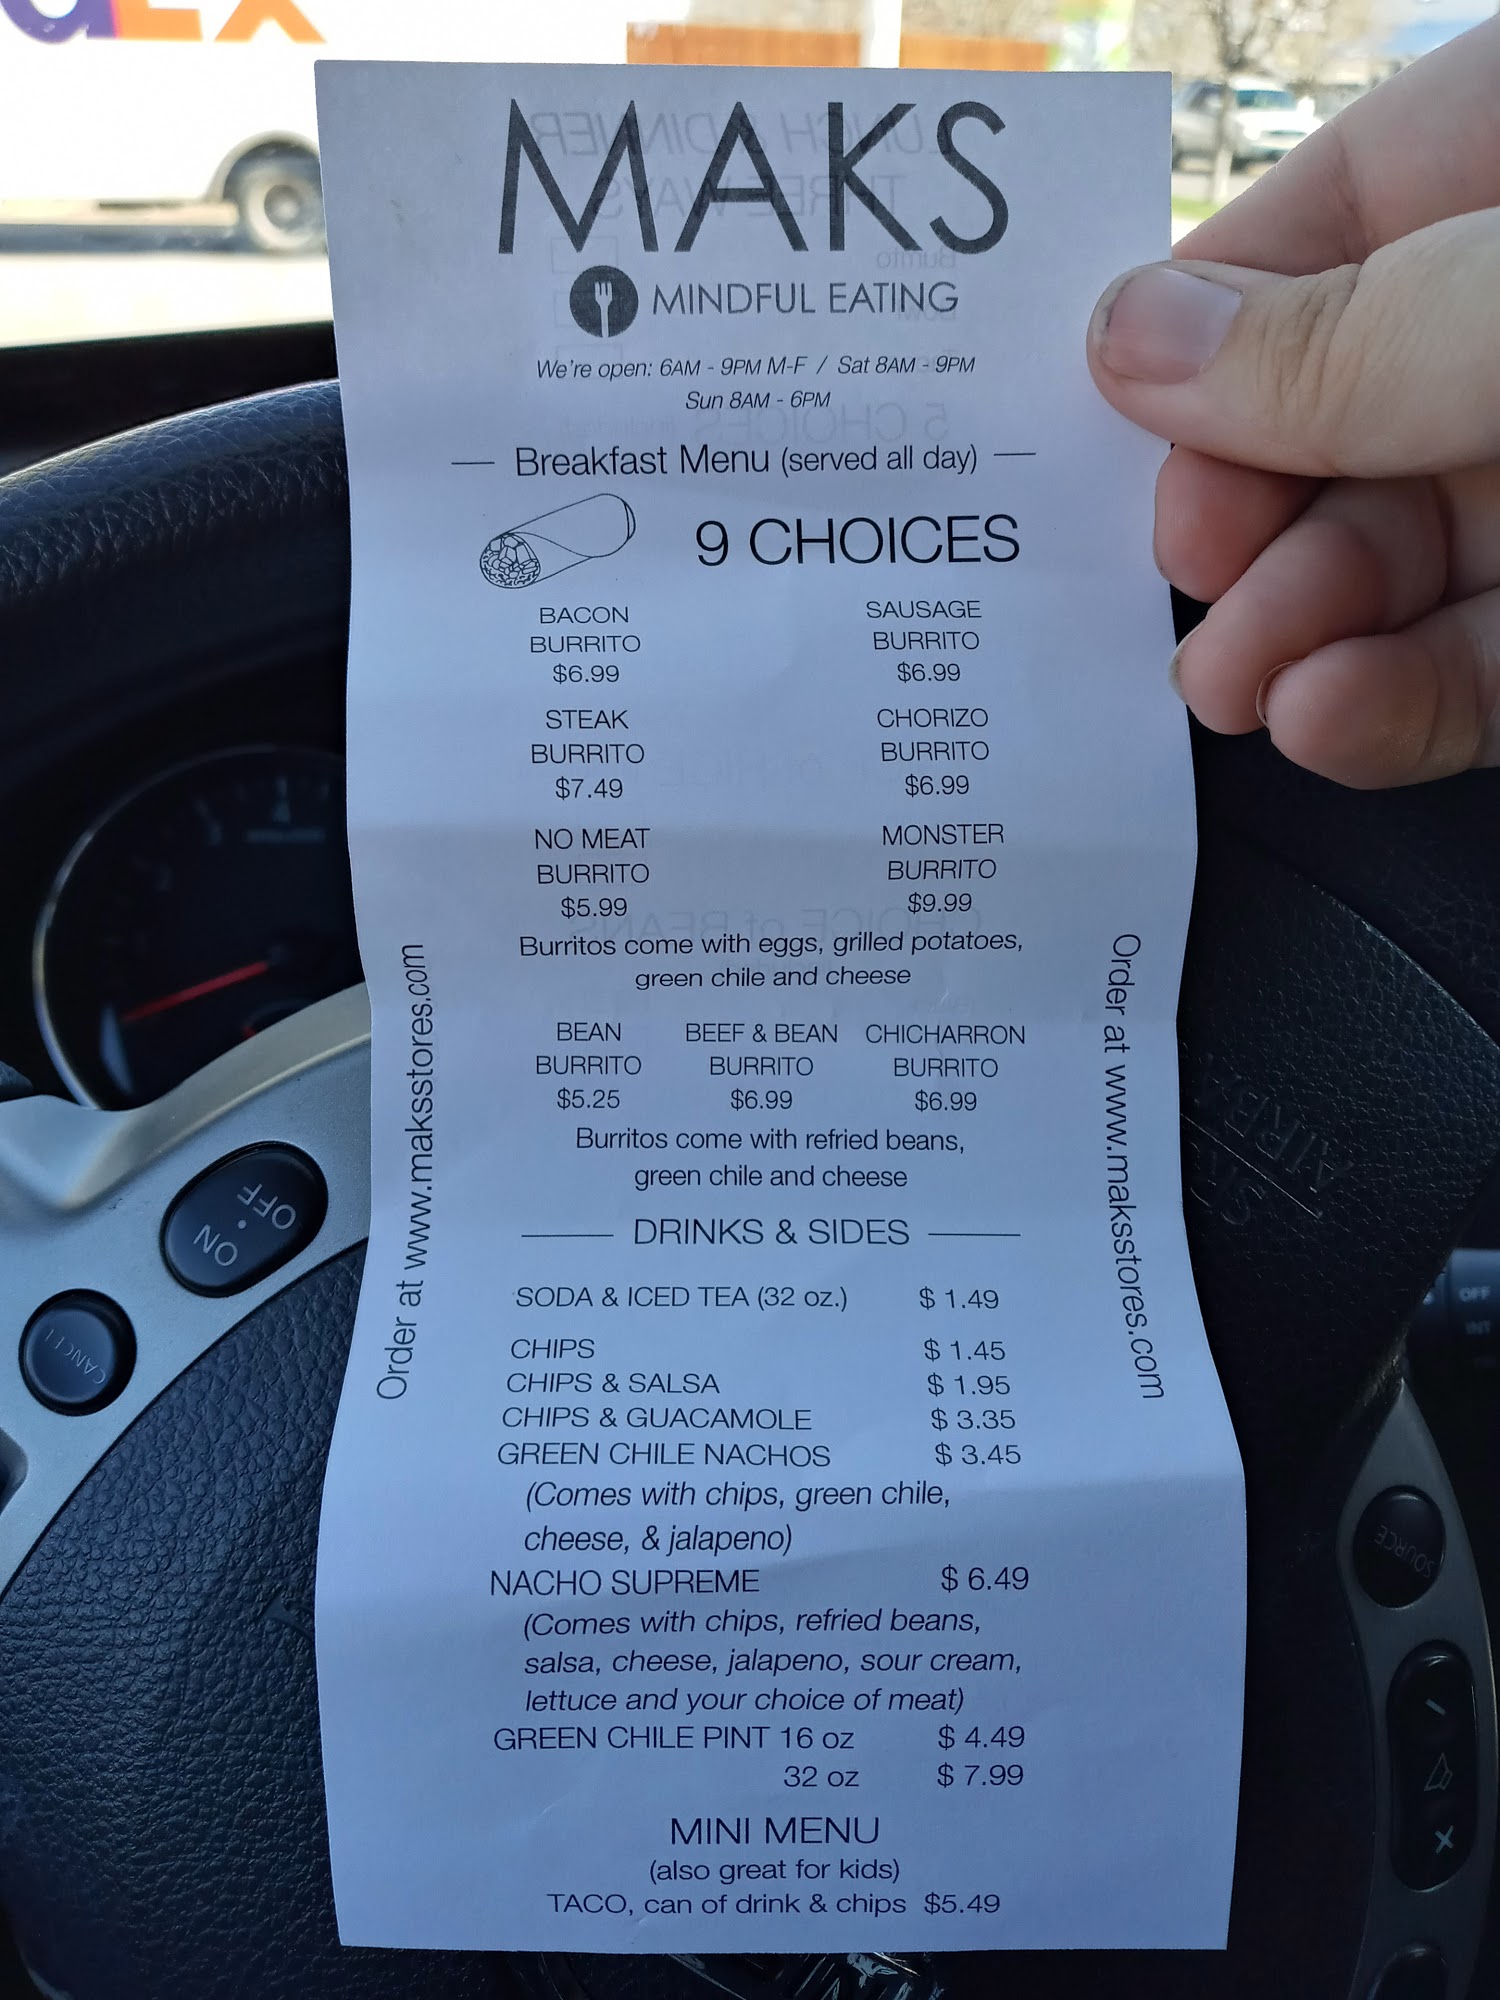 MAKS
MINDFUL EATING
We're open: 6AM - 9PM M-F / Sat 8AM - 9PM
Sun 8AM - 6PM
Breakfast Menu (served all day)
9 CHOICES
BACON
BURRITO
$6.99
SAUSAGE
BURRITO
$6.99
STEAK
BURRITO
$7.49
CHORIZO
BURRITO
$6.99
NO MEAT
BURRITO
$5.99
MONSTER
BURRITO
$9.99
Burritos come with eggs, grilled potatoes,
green chile and cheese
BEAN
BURRITO
$5.25
BEEF & BEAN
BURRITO
$6.99
CHICHARRON
BURRITO
$6.99
Burritos come with refried beans,
green chile and cheese
DRINKS & SIDES
SODA & ICED TEA (32 oz.) $ 1.49
CHIPS $ 1.45
CHIPS & SALSA $ 1.95
CHIPS & GUACAMOLE $ 3.35
GREEN CHILE NACHOS $ 3.45
(Comes with chips, green chile,
cheese, & jalapeno)
NACHO SUPREME $ 6.49
(Comes with chips, refried beans,
salsa, cheese, jalapeno, sour cream,
lettuce and your choice of meat)
GREEN CHILE PINT 16 oz $ 4.49
32 oz $ 7.99
MINI MENU
(also great for kids)
TACO, can of drink & chips $5.49
Order at www.maksstores.com
Order at www.maksstores.com
OFF
ON
CANCEL
SOURCE
OFF
INT